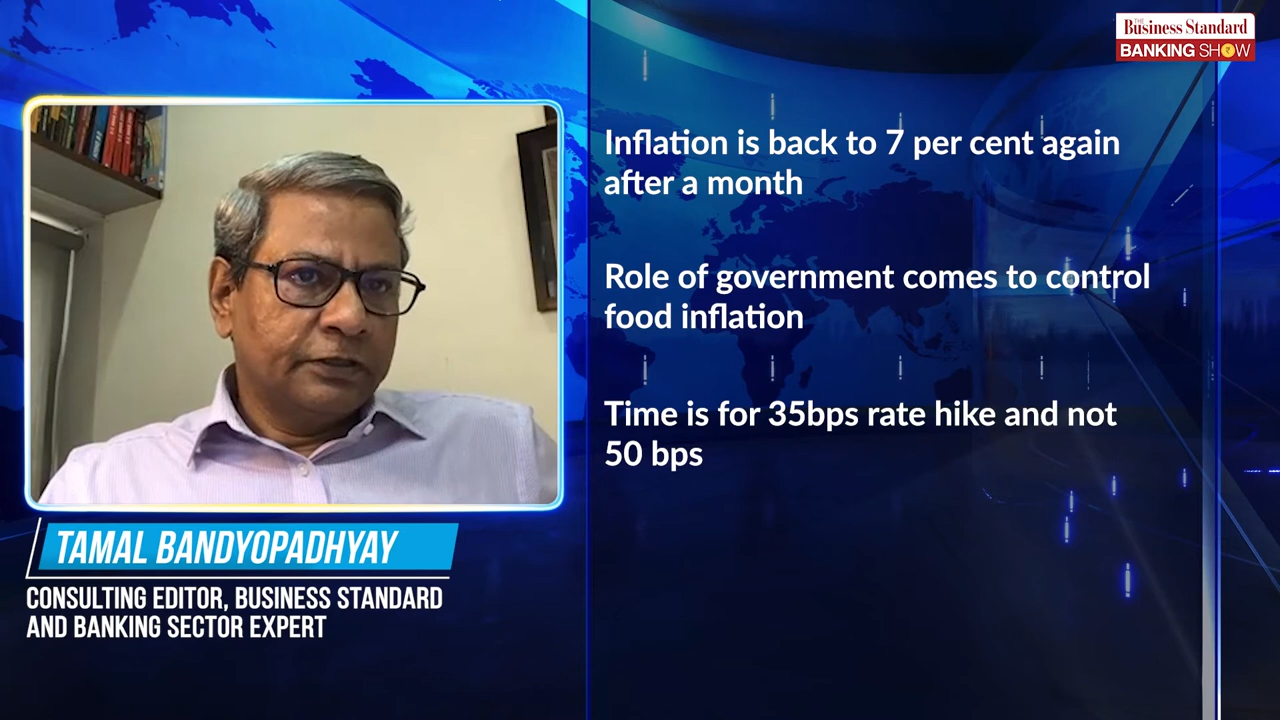 THE
Business Standard
BANKING SHOW
Inflation is back to 7 per cent again
after a month
Role of government comes to control
food inflation
Time is for 35bps rate hike and not
50 bps
TAMAL BANDYOPADHYAY
CONSULTING EDITOR, BUSINESS STANDARD
AND BANKING SECTOR EXPERT